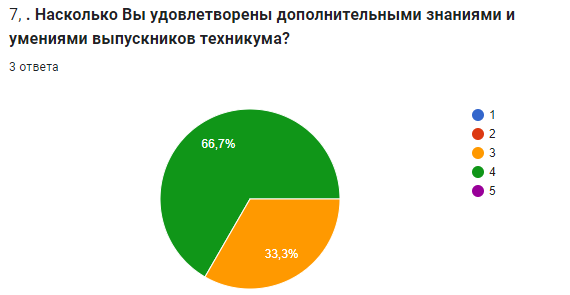 7, . Насколько Вы удовлетворены дополнительными знаниями и
умениями выпускников техникума?
3 ответа
66,7%
33,3%
1
2
3
4
5